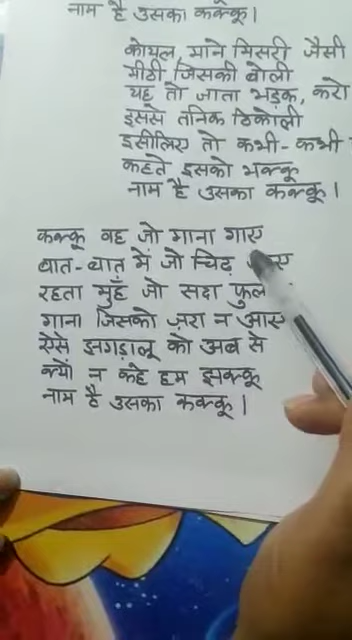 नाम है उसका कक्कू।
कोयल, माने मिसरी जैसी
मीठी जिसकी बोली
यह तो जाता भड़क, करो
इससे तनिक ठिठोली
इसीलिए तो कभी-कभी
कहते इसको भक्कू
नाम है उसका कक्कू।
कक्कू वह जो गाना गाए
बात-बात में जो चिढ़
रहता मुँह जो सदा फुल
गाना जिसको ज़रा न आए
ऐसे झगड़ालू को अब से
क्यों न कहे हम झक्कू
नाम है उसका कक्कू।